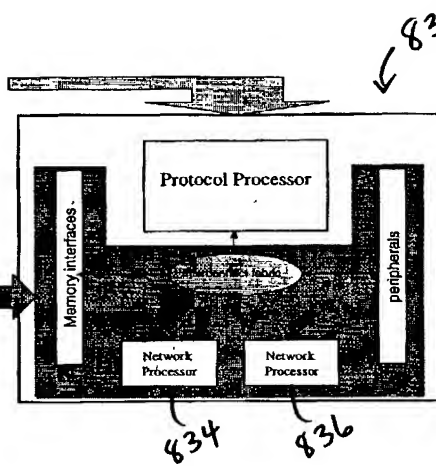 83
Protocol Processor
Memory interfaces
peripherals
Network
Processor
Network
Processor
834
836